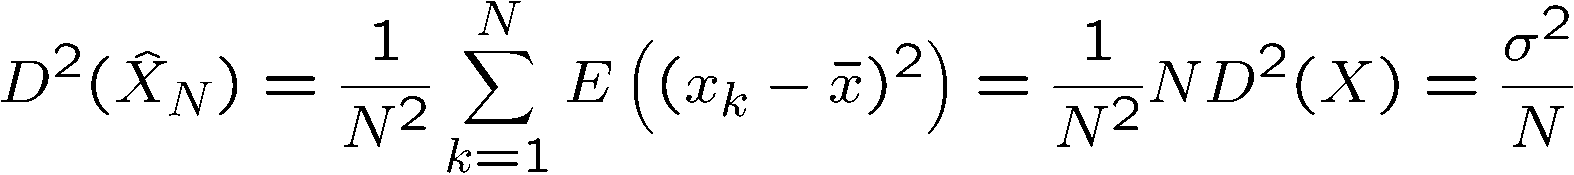 $D^2(\hat{X}_N) = \frac{1}{N^2} \sum_{k=1}^{N} E\left((x_k - \bar{x})^2\right) = \frac{1}{N^2} N D^2(X) = \frac{\sigma^2}{N}$